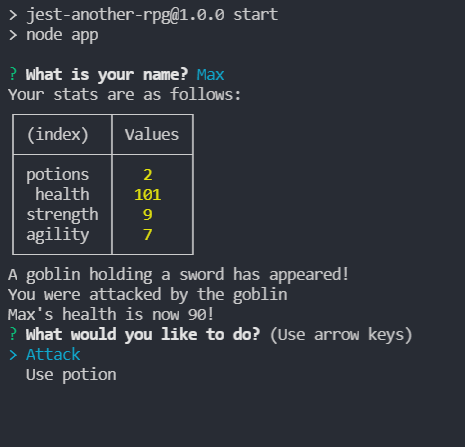 > jest-another-rpg@1.0.0 start
> node app
? What is your name? Max
Your stats are as follows:
(index) Values
potions 2
health 101
strength 9
agility 7
A goblin holding a sword has appeared!
You were attacked by the goblin
Max's health is now 90!
? What would you like to do? (Use arrow keys)
> Attack
Use potion